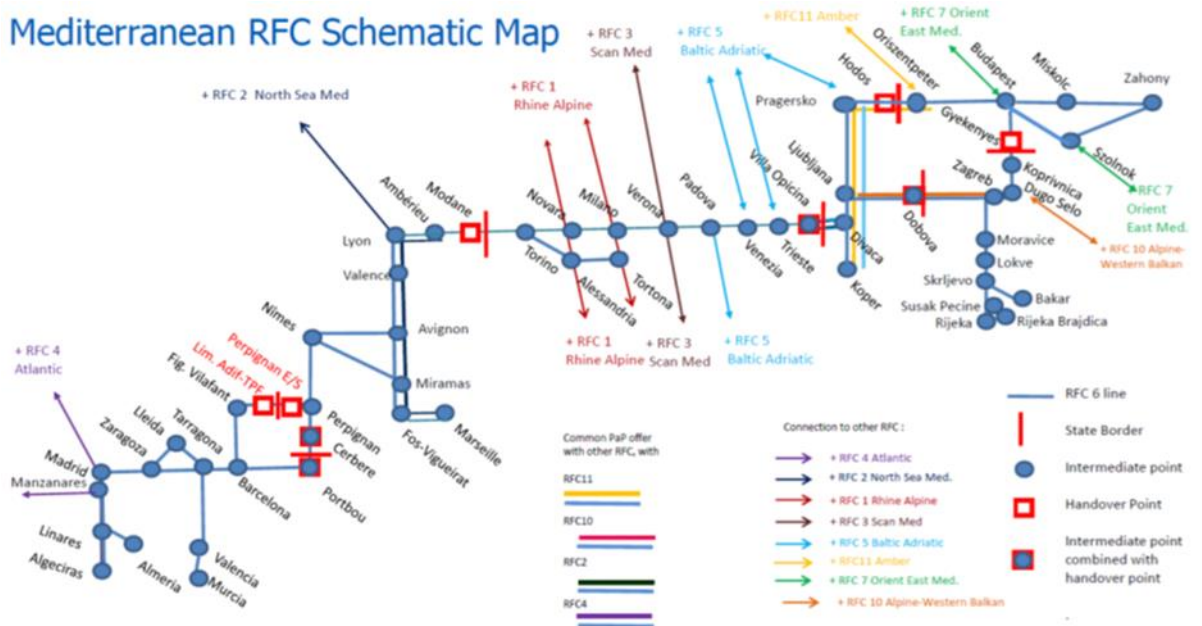 Mediterranean RFC Schematic Map
+ RFC 3
Scan Med
+ RFC 5
Baltic Adriatic
+ RFC11 Amber
+ RFC 7 Orient
East Med.
+ RFC 2 North Sea Med
+ RFC 1
Rhine Alpine
Hodos
Oriszentpeter
Budapest
Miskolc
Zahony
Pragersko
Gyekenyes
Szolnok
Ambérieu
Modane
Novara
Milano
Verona
Padova
Villa Opicina
Ljubljana
Zagreb
Koprivnica
Dugo Selo
+ RFC 7
Orient
East Med.
Lyon
Torino
Alessandria
Tortona
Venezia
Trieste
Divaca
Dobova
Moravice
+ RFC 10 Alpine-
Western Balkan
Valence
Koper
Lokve
Skrljevo
Bakar
Susak Pecine
Rijeka
Rijeka Brajdica
Nimes
Avignon
+ RFC 1
Rhine Alpine
+ RFC 3
Scan Med
+ RFC 5
Baltic Adriatic
+ RFC 4
Atlantic
Perpignan E/S
Lim. Adif-TPF
Fig. Vilafant
Miramas
Perpignan
Cerbere
Fos-Vigueirat
Marseille
Lleida
Tarragona
Zaragoza
Madrid
Manzanares
Barcelona
Portbou
Linares
Algeciras
Almeria
Valencia
Murcia
Common PaP offer
with other RFC, with
RFC11
RFC10
RFC2
RFC4
Connection to other RFC :
+ RFC 4 Atlantic
+ RFC 2 North Sea Med.
+ RFC 1 Rhine Alpine
+ RFC 3 Scan Med
+ RFC 5 Baltic Adriatic
+ RFC11 Amber
+ RFC 7 Orient East Med.
+ RFC 10 Alpine-Western Balkan
RFC 6 line
State Border
Intermediate point
Handover Point
Intermediate point
combined with
handover point